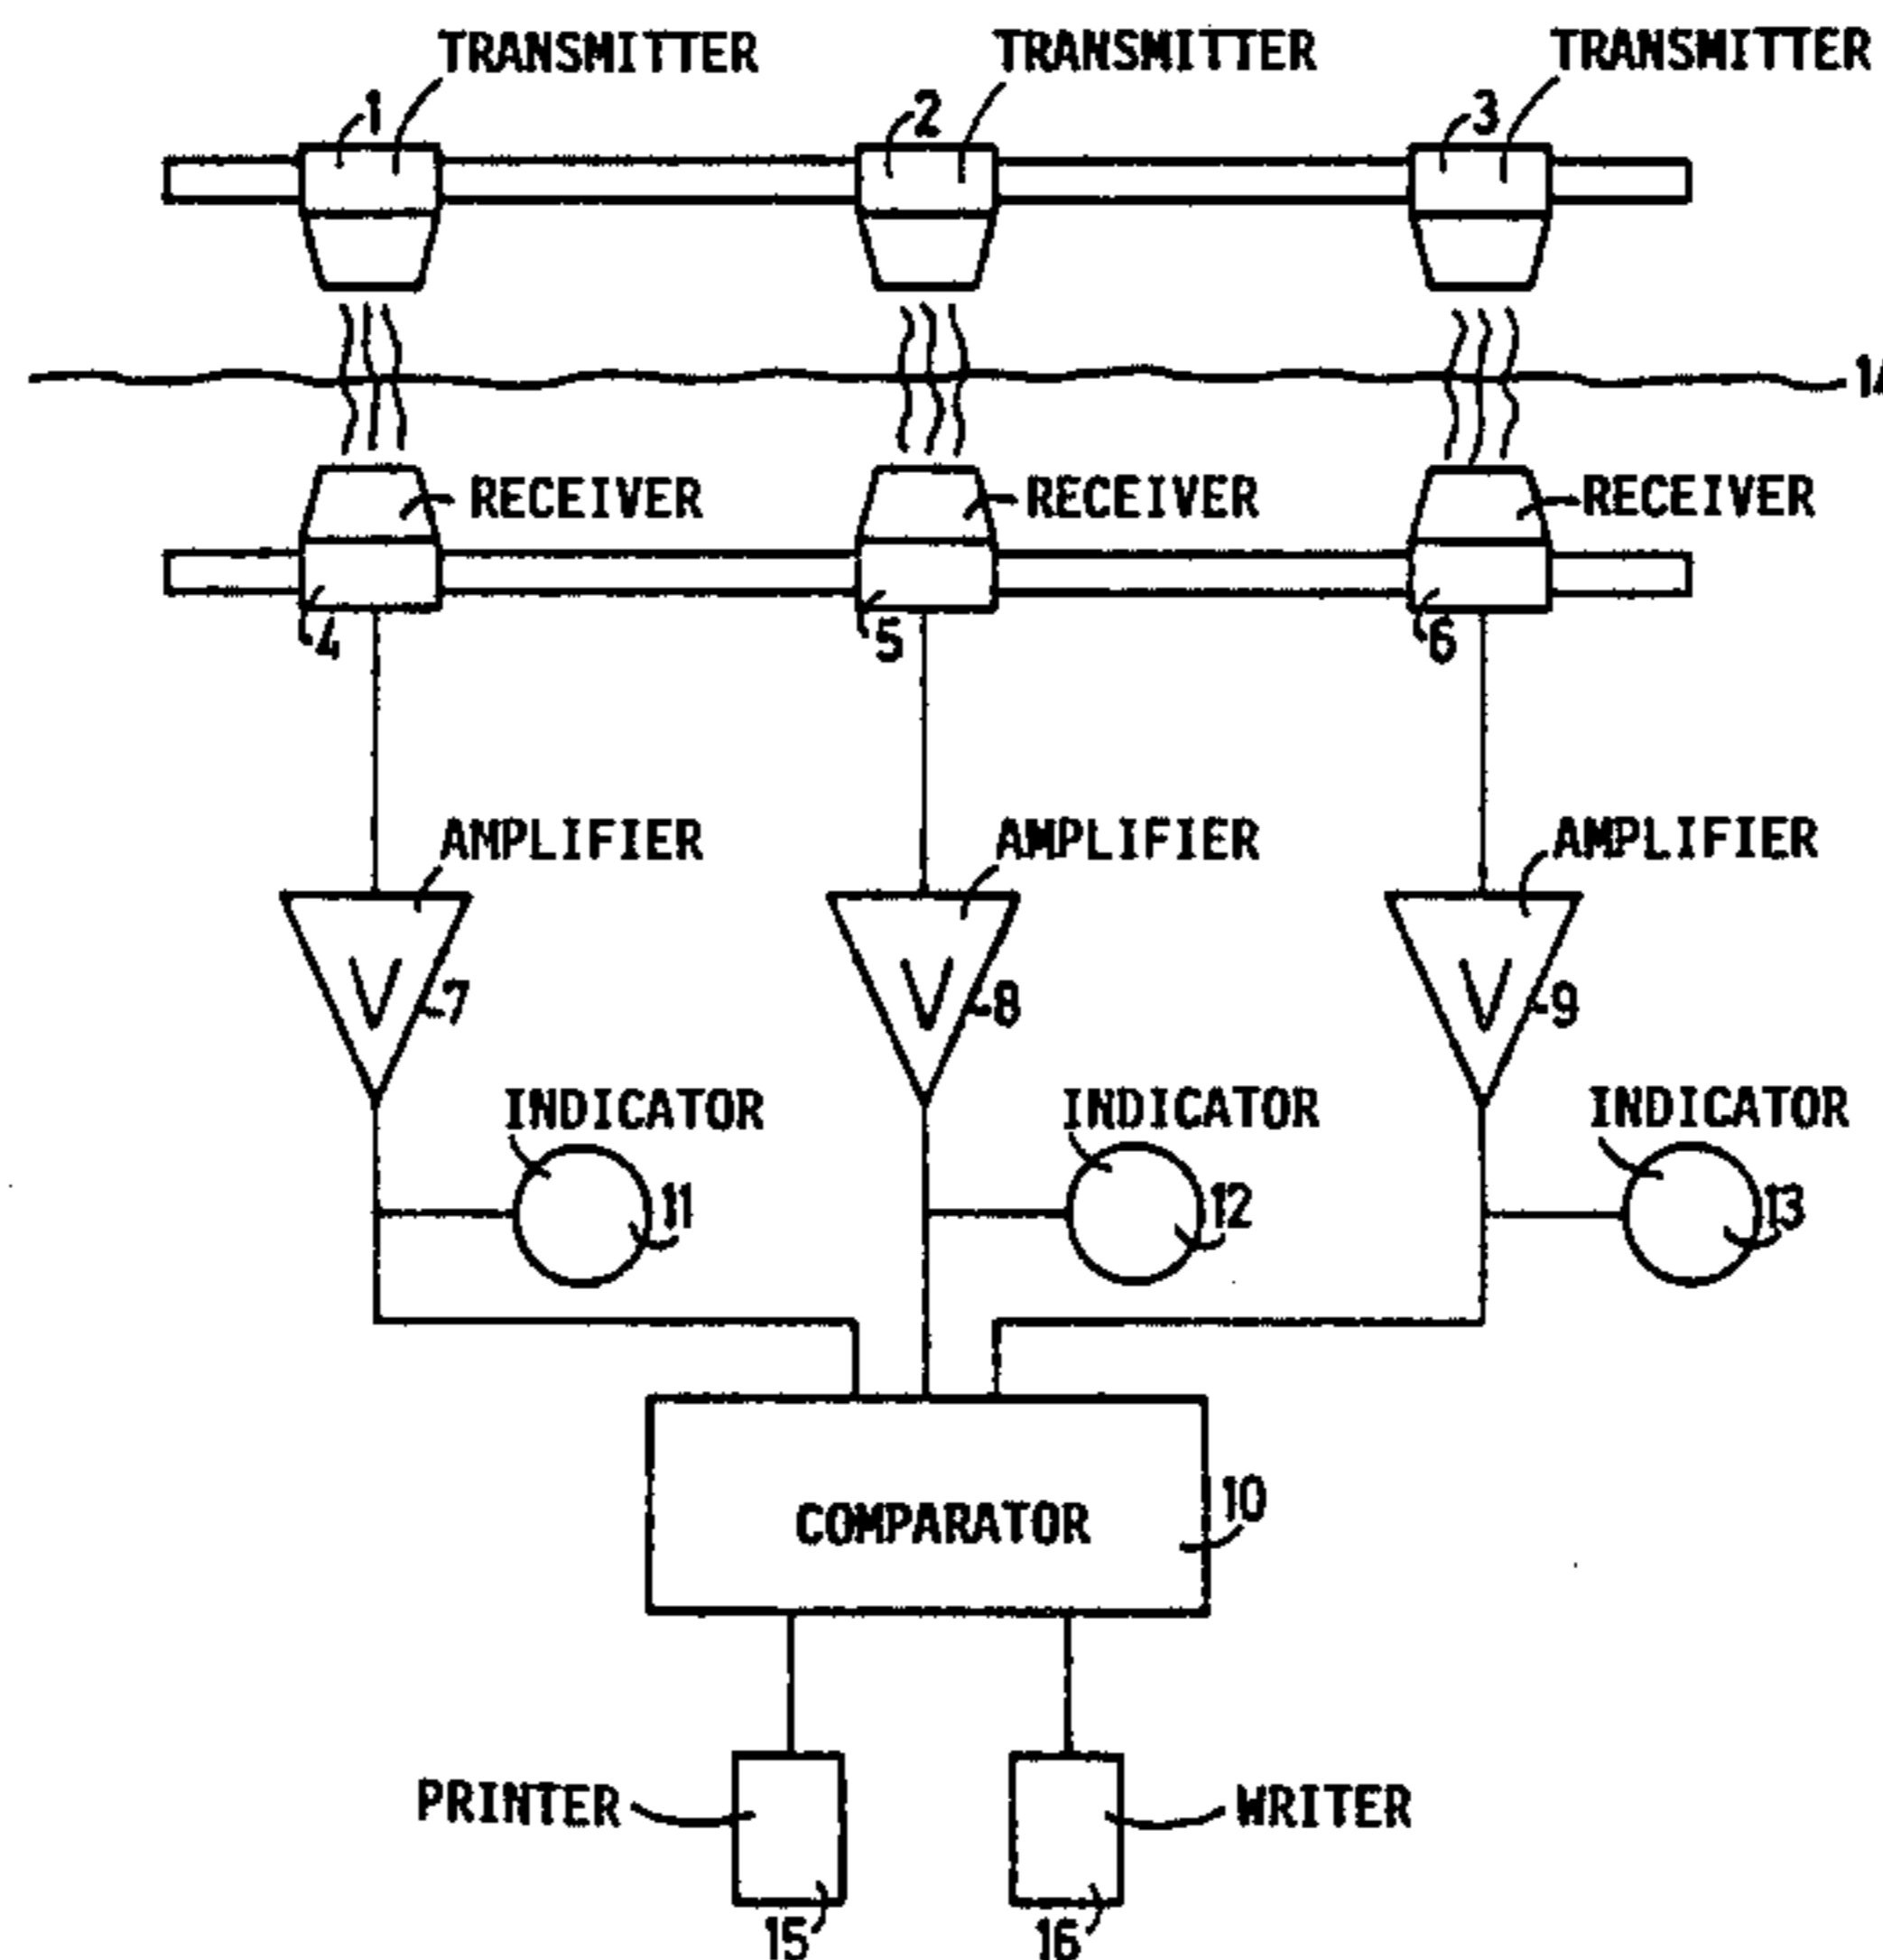 TRANSMITTER TRANSMITTER TRANSMITTER
1 2 3
RECEIVER RECEIVER RECEIVER
4 5 6
AMPLIFIER AMPLIFIER AMPLIFIER
V V V
7 8 9
INDICATOR INDICATOR INDICATOR
11 12 13
10
COMPARATOR
PRINTER WRITER
15 16